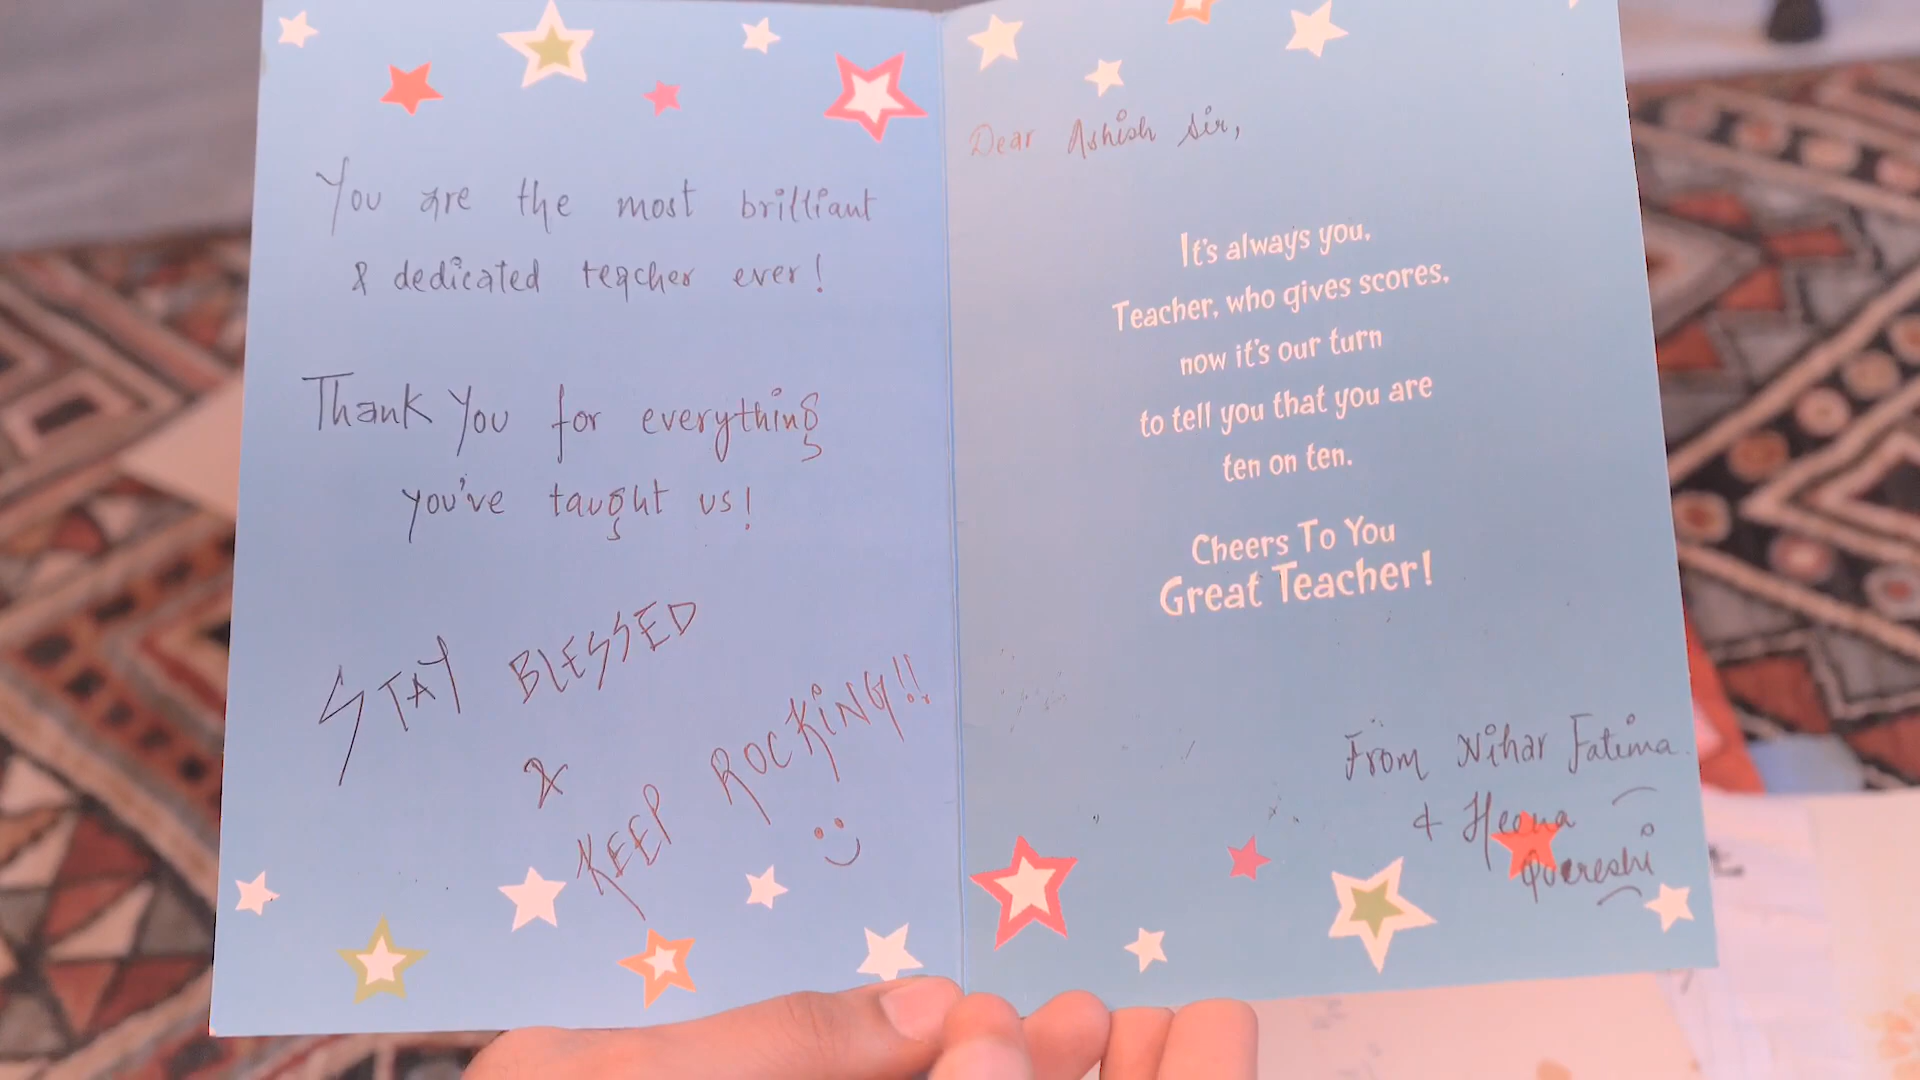 You are the most brilliant
& dedicated teacher ever!
Thank You for everything
you've taught us!
STAY BLESSED
&
KEEP ROCKING!!
Dear Ashish Sir,
It's always you,
Teacher, who gives scores,
now it's our turn
to tell you that you are
ten on ten.
Cheers To You
Great Teacher!
From Nihar Fatima
& Heena
Quereshi